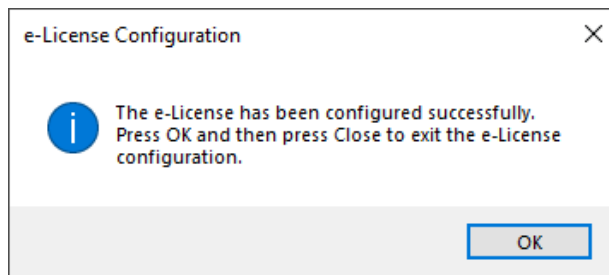 e-License Configuration
The e-License has been configured successfully.
Press OK and then press Close to exit the e-License
configuration.
OK